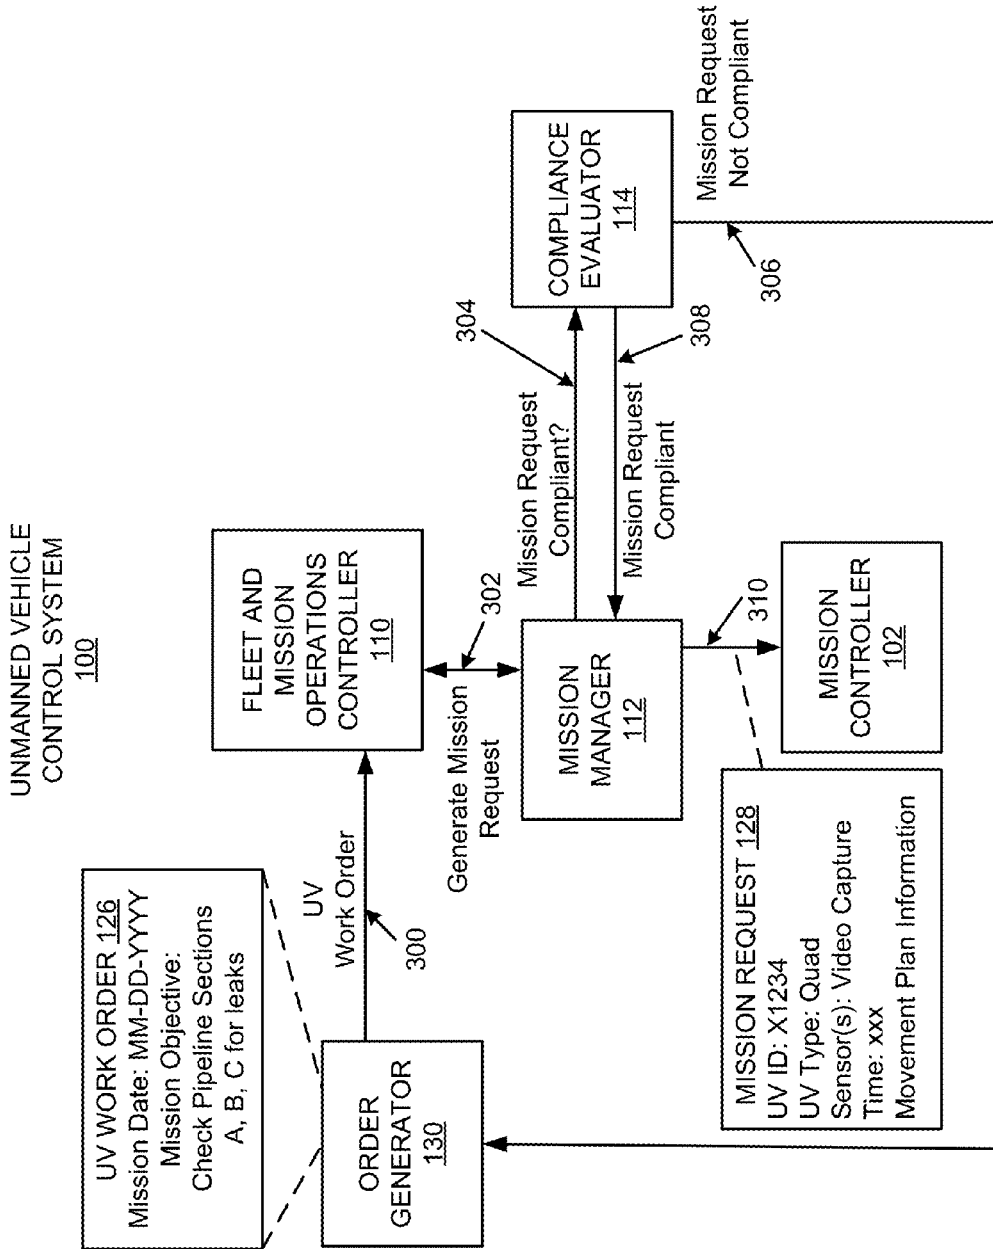 UNMANNED VEHICLE
CONTROL SYSTEM
100
UV WORK ORDER 126
Mission Date: MM-DD-YYYY
Mission Objective:
Check Pipeline Sections
A, B, C for leaks
ORDER
GENERATOR
130
UV
Work Order
300
FLEET AND
MISSION
OPERATIONS
CONTROLLER
110
Generate Mission
Request
302
MISSION
MANAGER
112
Mission Request
Compliant?
304
COMPLIANCE
EVALUATOR
114
Mission Request
Compliant
308
Mission Request
Not Compliant
306
310
MISSION
CONTROLLER
102
MISSION REQUEST 128
UV ID: X1234
UV Type: Quad
Sensor(s): Video Capture
Time: xxx
Movement Plan Information